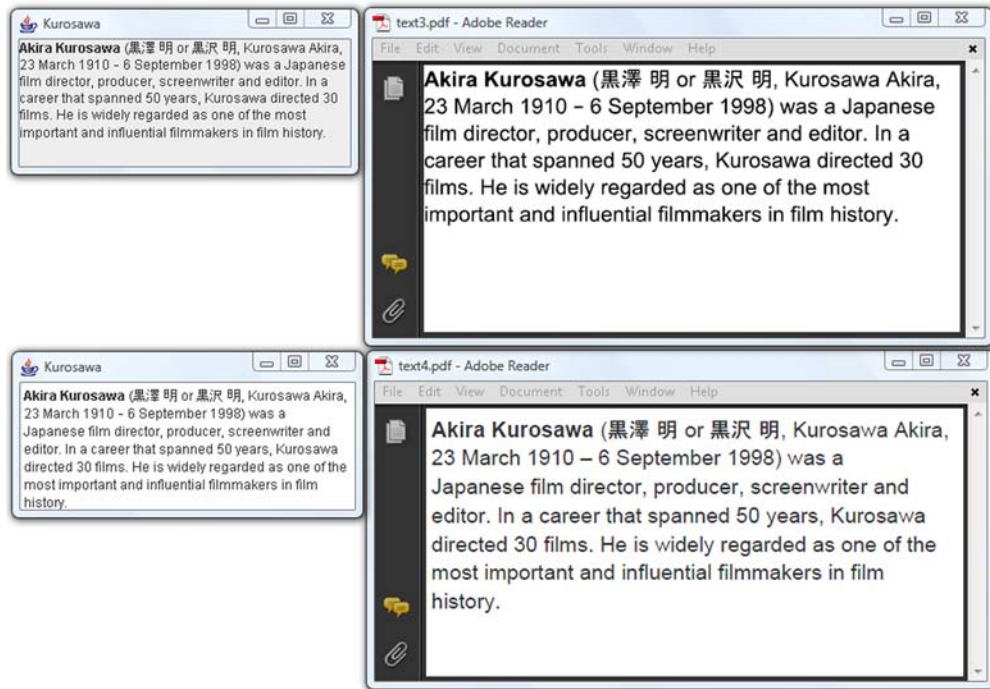 Kurosawa
Akira Kurosawa (黒澤 明 or 黒沢 明, Kurosawa Akira,
23 March 1910 - 6 September 1998) was a Japanese
film director, producer, screenwriter and editor. In a
career that spanned 50 years, Kurosawa directed 30
films. He is widely regarded as one of the most
important and influential filmmakers in film history.
text3.pdf - Adobe Reader
File Edit View Document Tools Window Help
Akira Kurosawa (黒澤 明 or 黒沢 明, Kurosawa Akira,
23 March 1910 – 6 September 1998) was a Japanese
film director, producer, screenwriter and editor. In a
career that spanned 50 years, Kurosawa directed 30
films. He is widely regarded as one of the most
important and influential filmmakers in film history.
Kurosawa
Akira Kurosawa (黒澤 明 or 黒沢 明, Kurosawa Akira,
23 March 1910 - 6 September 1998) was a
Japanese film director, producer, screenwriter and
editor. In a career that spanned 50 years, Kurosawa
directed 30 films. He is widely regarded as one of the
most important and influential filmmakers in film
history.
text4.pdf - Adobe Reader
File Edit View Document Tools Window Help
Akira Kurosawa (黒澤 明 or 黒沢 明, Kurosawa Akira,
23 March 1910 – 6 September 1998) was a
Japanese film director, producer, screenwriter and
editor. In a career that spanned 50 years, Kurosawa
directed 30 films. He is widely regarded as one of the
most important and influential filmmakers in film
history.